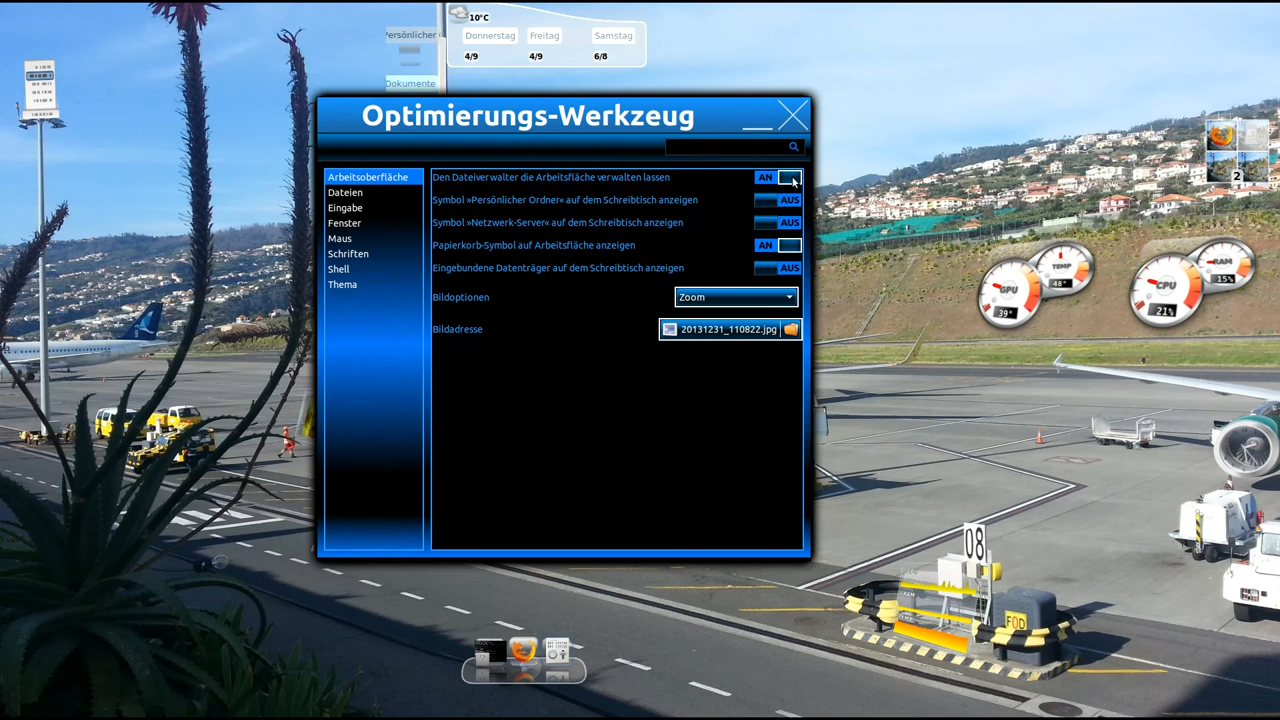 10°C
Persönlicher
Donnerstag Freitag Samstag
4/9 4/9 6/8
Dokumente
Optimierungs-Werkzeug
Arbeitsoberfläche
Dateien
Eingabe
Fenster
Maus
Schriften
Shell
Thema
Den Dateiverwalter die Arbeitsfläche verwalten lassen AN
Symbol »Persönlicher Ordner« auf dem Schreibtisch anzeigen AUS
Symbol »Netzwerk-Server« auf dem Schreibtisch anzeigen AUS
Papierkorb-Symbol auf Arbeitsfläche anzeigen AN
Eingebundene Datenträger auf dem Schreibtisch anzeigen AUS
Bildoptionen Zoom
Bildadresse 20131231_110822.jpg
2
GPU
39°
TEMP
48°
CPU
21%
RAM
15%
08
FOD